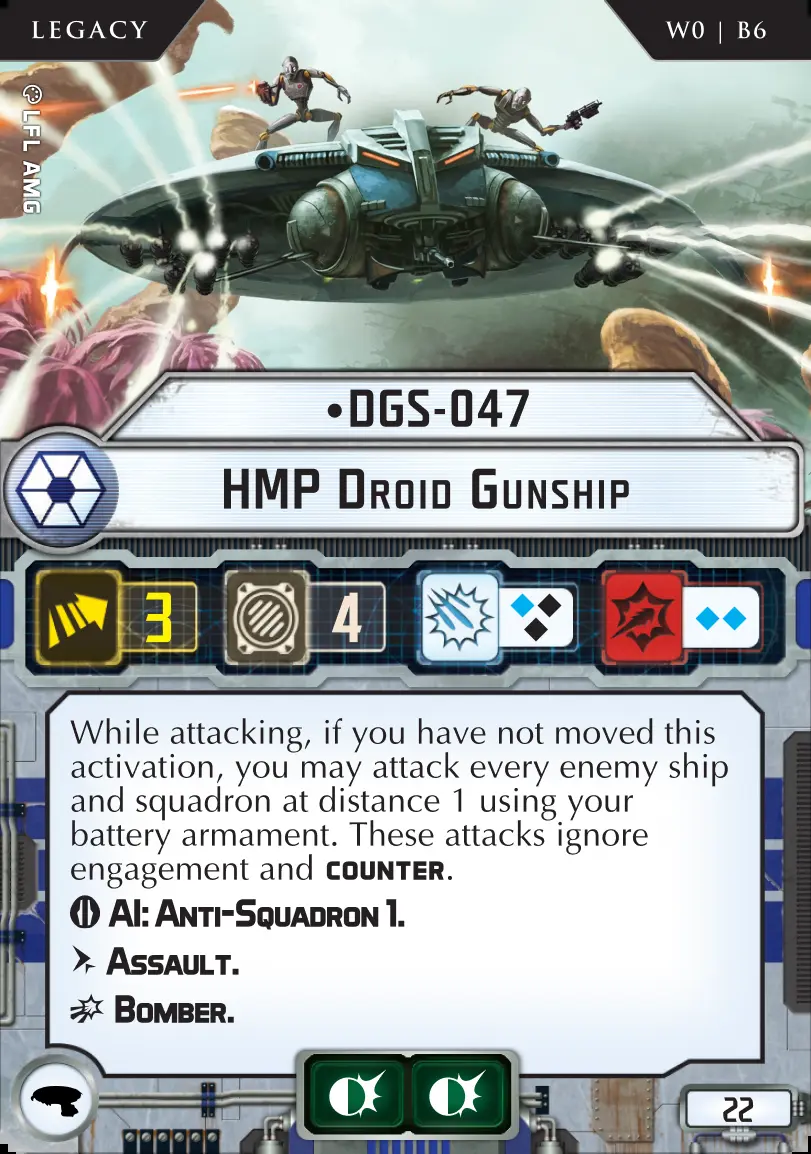 LEGACY
W0 | B6
LFL AMG
•DGS-047
HMP DROID GUNSHIP
3
4
While attacking, if you have not moved this
activation, you may attack every enemy ship
and squadron at distance 1 using your
battery armament. These attacks ignore
engagement and COUNTER.
AI: ANTI-SQUADRON 1.
ASSAULT.
BOMBER.
22